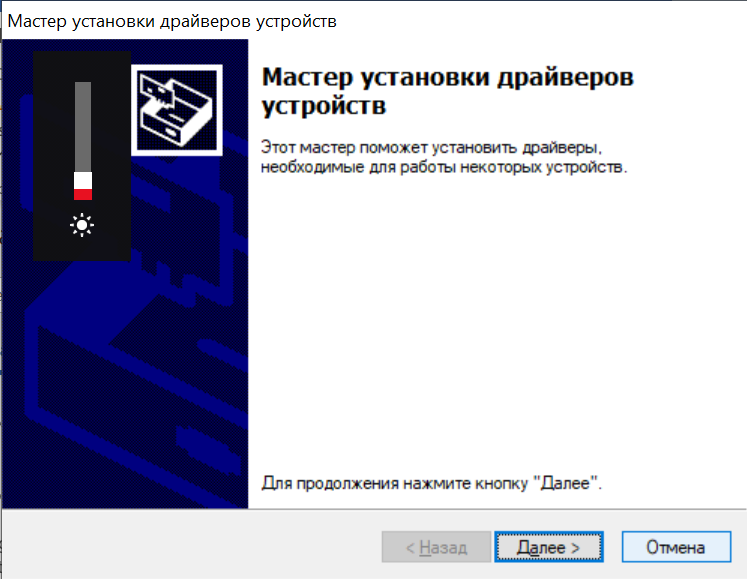 Мастер установки драйверов устройств
Мастер установки драйверов
устройств
Этот мастер поможет установить драйверы,
необходимые для работы некоторых устройств.
Для продолжения нажмите кнопку "Далее".
< Назад
Далее >
Отмена